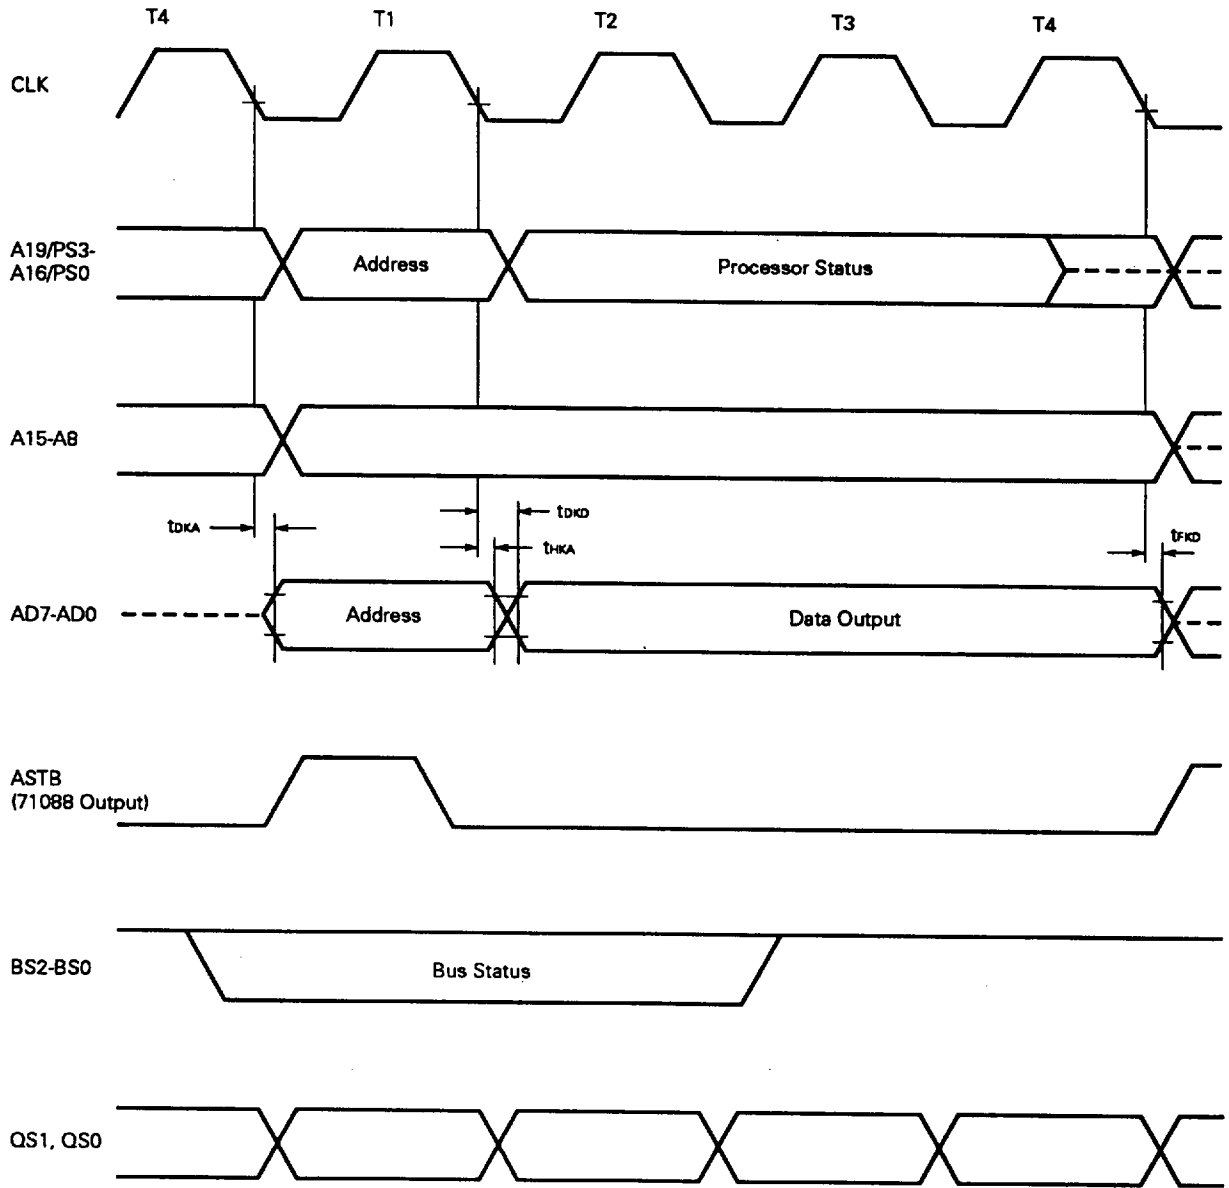 T4 T1 T2 T3 T4
CLK
A19/PS3-
A16/PS0
Address
Processor Status
A15-A8
tDKA
tDKD
tHKA
tFKD
AD7-AD0
Address
Data Output
ASTB
(71088 Output)
BS2-BS0
Bus Status
QS1, QS0